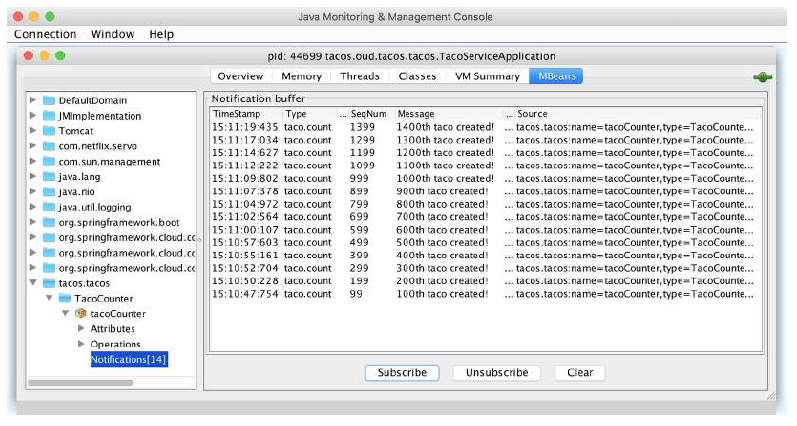 Java Monitoring & Management Console
Connection Window Help
pid: 44699 tacos.oud.tacos.tacos.TacoServiceApplication
Overview Memory Threads Classes VM Summary MBeans
DefaultDomain
JMImplementation
Tomcat
com.netflix.servo
com.sun.management
java.lang
java.nio
java.util.logging
org.springframework.boot
org.springframework.cloud.cc
org.springframework.cloud.cc
org.springframework.cloud.cc
tacos.tacos
TacoCounter
tacoCounter
Attributes
Operations
Notifications[14]
Notification buffer
TimeStamp Type ... SeqNum Message ... Source
15:11:19:435 taco.count 1399 1400th taco created! ... tacos.tacos:name=tacoCounter,type=TacoCounte...
15:11:17:034 taco.count 1299 1300th taco created! ... tacos.tacos:name=tacoCounter,type=TacoCounte...
15:11:14:627 taco.count 1199 1200th taco created! ... tacos.tacos:name=tacoCounter,type=TacoCounte...
15:11:12:222 taco.count 1099 1100th taco created! ... tacos.tacos:name=tacoCounter,type=TacoCounte...
15:11:09:802 taco.count 999 1000th taco created! ... tacos.tacos:name=tacoCounter,type=TacoCounte...
15:11:07:378 taco.count 899 900th taco created! ... tacos.tacos:name=tacoCounter,type=TacoCounte...
15:11:04:972 taco.count 799 800th taco created! ... tacos.tacos:name=tacoCounter,type=TacoCounte...
15:11:02:564 taco.count 699 700th taco created! ... tacos.tacos:name=tacoCounter,type=TacoCounte...
15:11:00:107 taco.count 599 600th taco created! ... tacos.tacos:name=tacoCounter,type=TacoCounte...
15:10:57:603 taco.count 499 500th taco created! ... tacos.tacos:name=tacoCounter,type=TacoCounte...
15:10:55:161 taco.count 399 400th taco created! ... tacos.tacos:name=tacoCounter,type=TacoCounte...
15:10:52:704 taco.count 299 300th taco created! ... tacos.tacos:name=tacoCounter,type=TacoCounte...
15:10:50:228 taco.count 199 200th taco created! ... tacos.tacos:name=tacoCounter,type=TacoCounte...
15:10:47:754 taco.count 99 100th taco created! ... tacos.tacos:name=tacoCounter,type=TacoCounte...
Subscribe Unsubscribe Clear